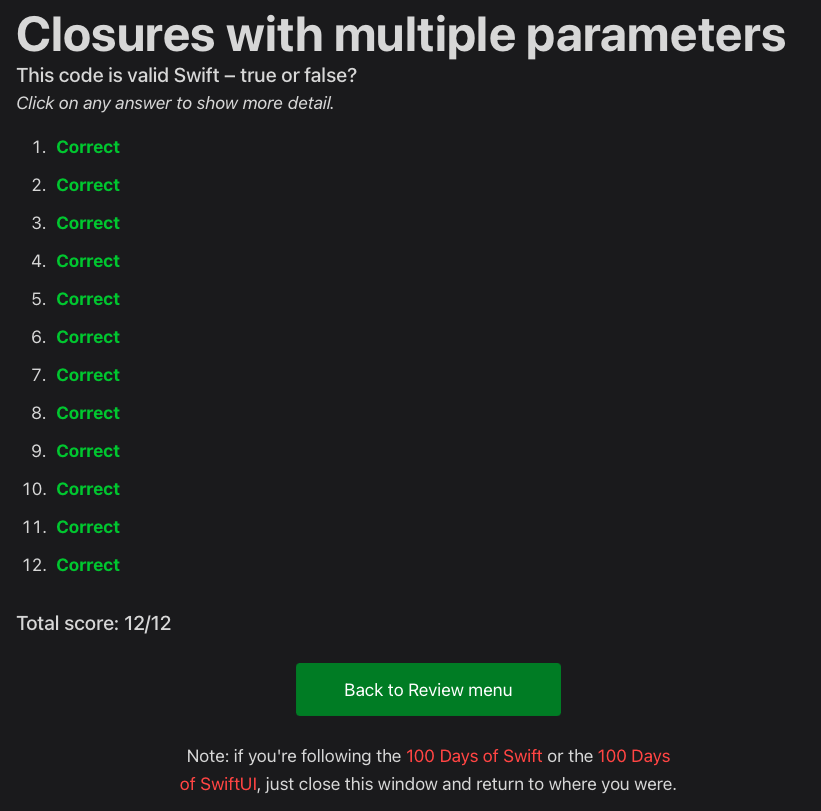 Closures with multiple parameters
This code is valid Swift – true or false?
Click on any answer to show more detail.
1. Correct
2. Correct
3. Correct
4. Correct
5. Correct
6. Correct
7. Correct
8. Correct
9. Correct
10. Correct
11. Correct
12. Correct
Total score: 12/12
Back to Review menu
Note: if you're following the 100 Days of Swift or the 100 Days
of SwiftUI, just close this window and return to where you were.